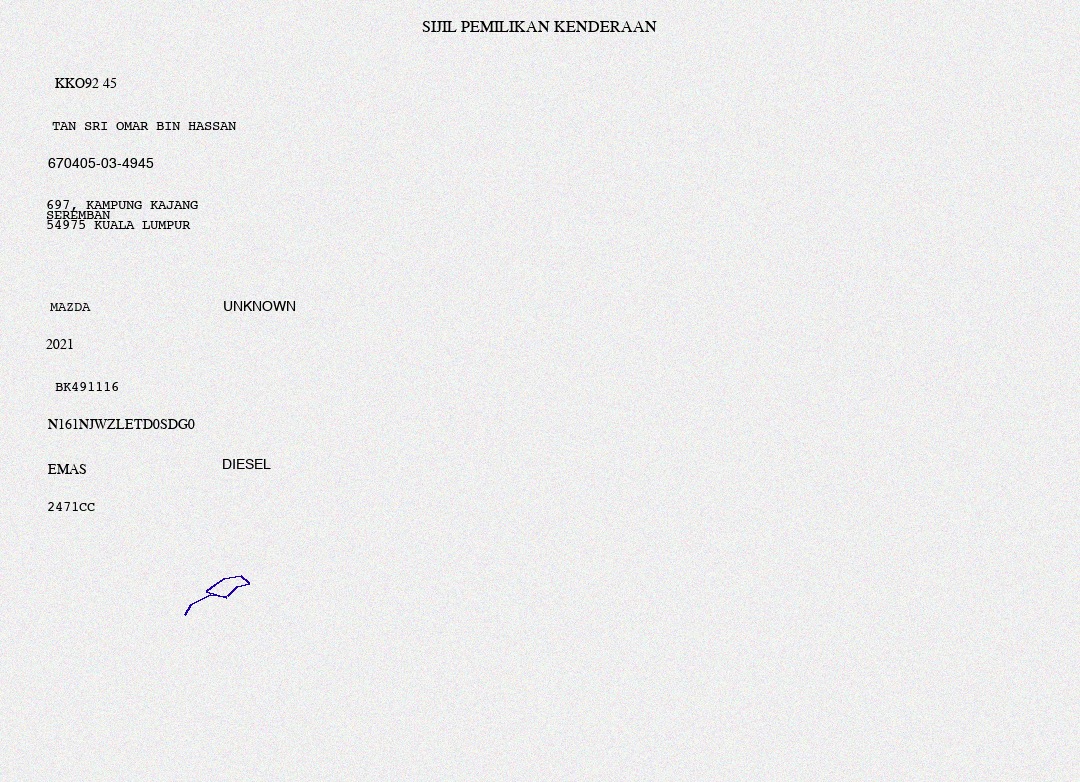 SIJIL PEMILIKAN KENDERAAN
KKO92 45
TAN SRI OMAR BIN HASSAN
670405-03-4945
697, KAMPUNG KAJANG
SEREMBAN
54975 KUALA LUMPUR
MAZDA UNKNOWN
2021
BK491116
N161NJWZLETD0SDG0
EMAS DIESEL
2471CC